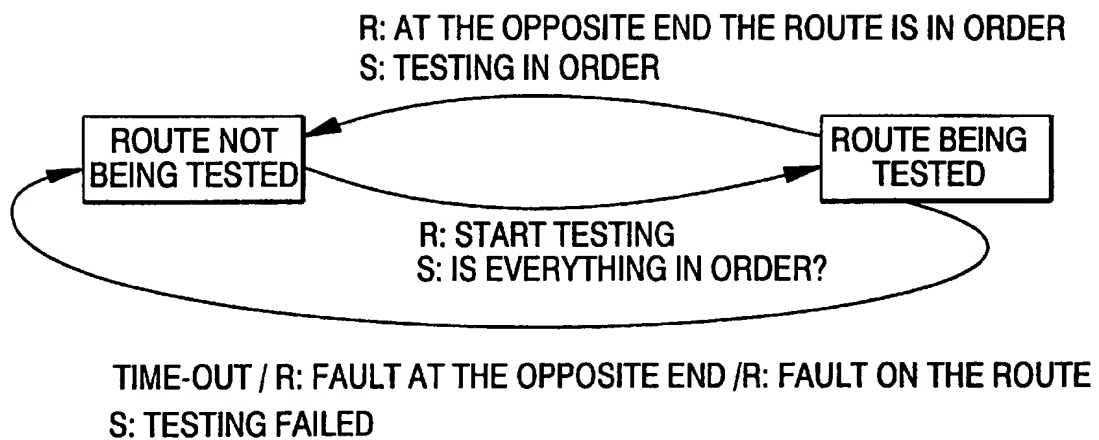 R: AT THE OPPOSITE END THE ROUTE IS IN ORDER
S: TESTING IN ORDER
ROUTE NOT
BEING TESTED
ROUTE BEING
TESTED
R: START TESTING
S: IS EVERYTHING IN ORDER?
TIME-OUT / R: FAULT AT THE OPPOSITE END /R: FAULT ON THE ROUTE
S: TESTING FAILED